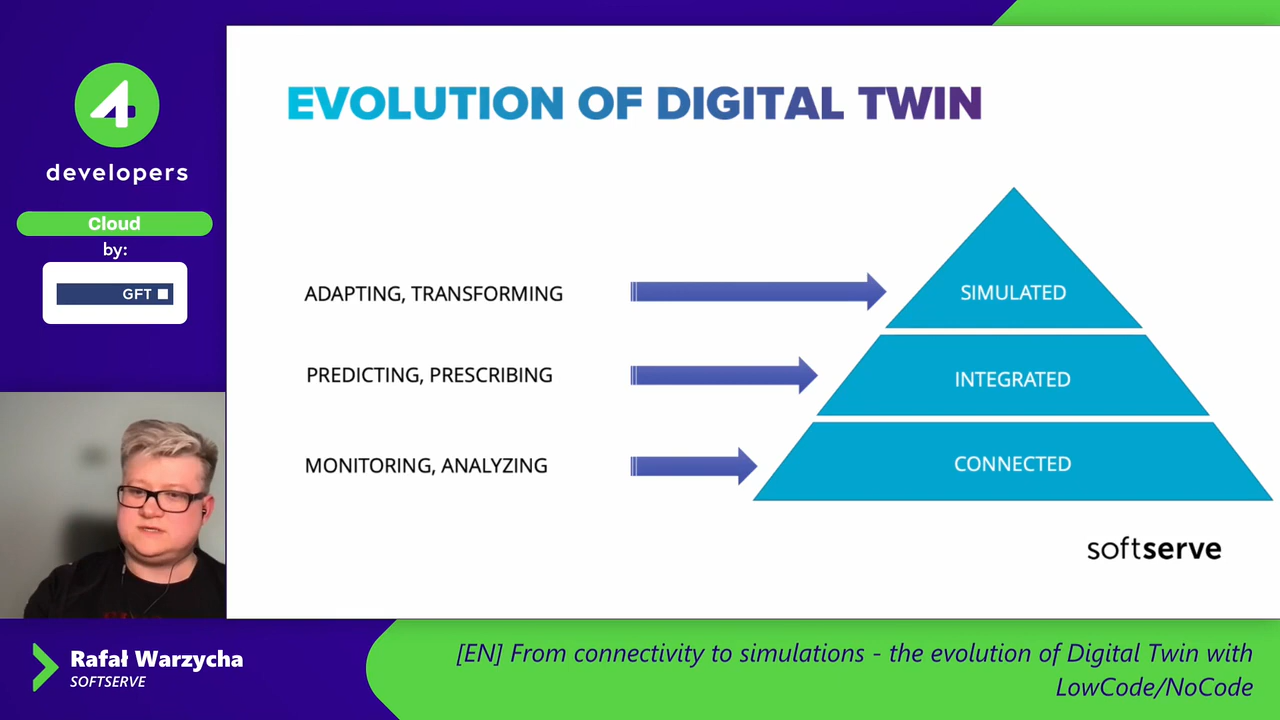 4
developers
Cloud
by:
GFT
EVOLUTION OF DIGITAL TWIN
ADAPTING, TRANSFORMING
SIMULATED
PREDICTING, PRESCRIBING
INTEGRATED
MONITORING, ANALYZING
CONNECTED
softserve
Rafał Warzycha
SOFTSERVE
[EN] From connectivity to simulations - the evolution of Digital Twin with
LowCode/NoCode